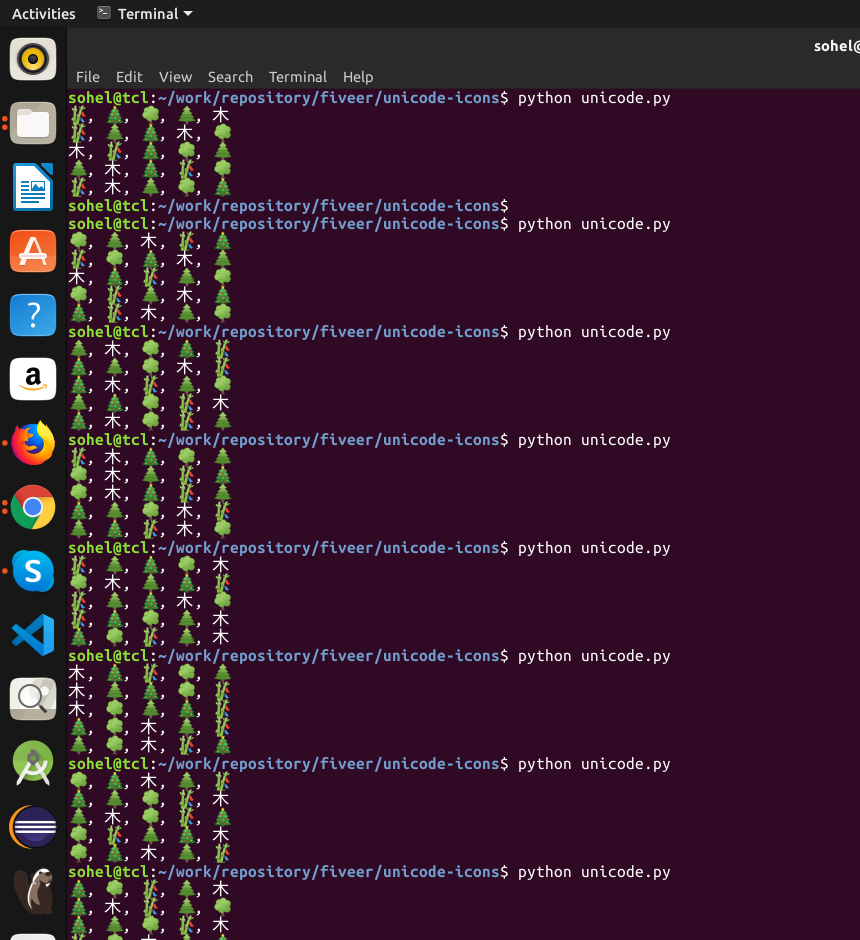 Activities Terminal
sohel@
File Edit View Search Terminal Help
sohel@tcl:~/work/repository/fiveer/unicode-icons$ python unicode.py
🎋, 🎄, 🌳, 🌲, 木
🎋, 🌲, 🎄, 木, 🌳
木, 🎋, 🎄, 🌳, 🌲
🌲, 木, 🎄, 🎋, 🌳
🎋, 木, 🌲, 🌳, 🎄
sohel@tcl:~/work/repository/fiveer/unicode-icons$
sohel@tcl:~/work/repository/fiveer/unicode-icons$ python unicode.py
🌳, 🌲, 木, 🎋, 🎄
🎋, 🌳, 🎄, 木, 🌲
木, 🎄, 🎋, 🌲, 🌳
🌳, 🎋, 🌲, 木, 🎄
🎄, 🎋, 木, 🌲, 🌳
sohel@tcl:~/work/repository/fiveer/unicode-icons$ python unicode.py
🌲, 木, 🌳, 🎄, 🎋
🎄, 🌲, 🌳, 木, 🎋
🎄, 木, 🎋, 🌲, 🌳
🌲, 🎄, 🌳, 🎋, 木
🎄, 木, 🌳, 🎋, 🌲
sohel@tcl:~/work/repository/fiveer/unicode-icons$ python unicode.py
🎋, 木, 🎄, 🌳, 🌲
🌳, 木, 🌲, 🎋, 🎄
🌳, 木, 🎄, 🎋, 🌲
🎄, 🌲, 🌳, 木, 🎋
🌲, 🎄, 🎋, 木, 🌳
sohel@tcl:~/work/repository/fiveer/unicode-icons$ python unicode.py
🎋, 🌲, 🎄, 🌳, 木
🌳, 木, 🌲, 🎄, 🎋
🎋, 🌲, 🎄, 木, 🌳
🎋, 🎄, 🌳, 🌲, 木
🎄, 🌳, 🎋, 🌲, 木
sohel@tcl:~/work/repository/fiveer/unicode-icons$ python unicode.py
木, 🎄, 🎋, 🌳, 🌲
木, 🌲, 🎄, 🌳, 🎋
木, 🌳, 🌲, 🎄, 🎋
🎄, 🌳, 木, 🌲, 🎋
🌲, 🌳, 木, 🎋, 🎄
sohel@tcl:~/work/repository/fiveer/unicode-icons$ python unicode.py
🌳, 🎄, 木, 🌲, 🎋
🎄, 🌲, 🌳, 🎋, 木
🌲, 木, 🌳, 🎋, 🎄
🌳, 🎋, 🌲, 🎄, 木
🌳, 🎄, 木, 🌲, 🎋
sohel@tcl:~/work/repository/fiveer/unicode-icons$ python unicode.py
🎄, 🌳, 🎋, 🌲, 木
🎄, 木, 🎋, 🌲, 🌳
🎄, 🌲, 🌳, 🎋, 木